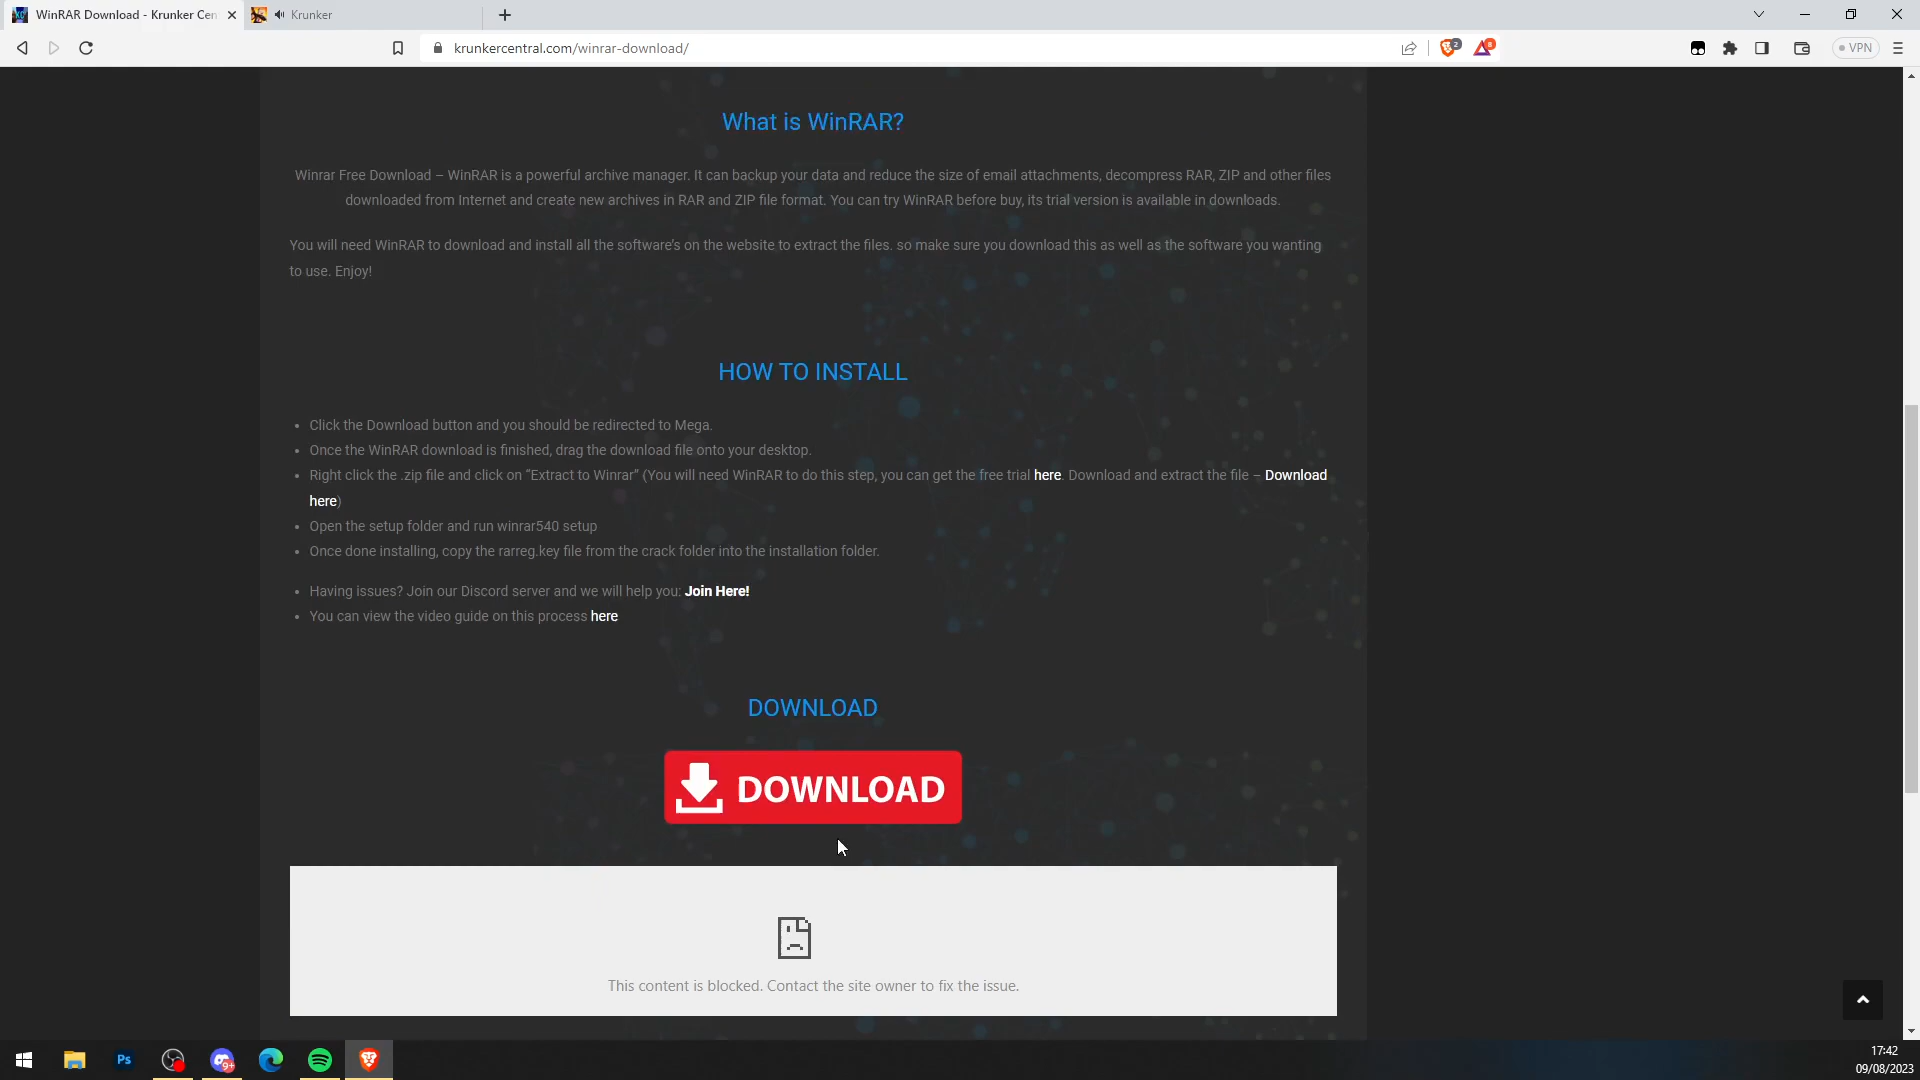 WinRAR Download - Krunker Cen
Krunker
krunkercentral.com/winrar-download/
2
8
VPN
What is WinRAR?
Winrar Free Download – WinRAR is a powerful archive manager. It can backup your data and reduce the size of email attachments, decompress RAR, ZIP and other files
downloaded from Internet and create new archives in RAR and ZIP file format. You can try WinRAR before buy, its trial version is available in downloads.
You will need WinRAR to download and install all the software's on the website to extract the files. so make sure you download this as well as the software you wanting
to use. Enjoy!
HOW TO INSTALL
Click the Download button and you should be redirected to Mega.
Once the WinRAR download is finished, drag the download file onto your desktop.
Right click the .zip file and click on “Extract to Winrar” (You will need WinRAR to do this step, you can get the free trial here. Download and extract the file – Download
here)
Open the setup folder and run winrar540 setup
Once done installing, copy the rarreg.key file from the crack folder into the installation folder.
Having issues? Join our Discord server and we will help you: Join Here!
You can view the video guide on this process here
DOWNLOAD
DOWNLOAD
This content is blocked. Contact the site owner to fix the issue.
Ps
9+
17:42
09/08/2023